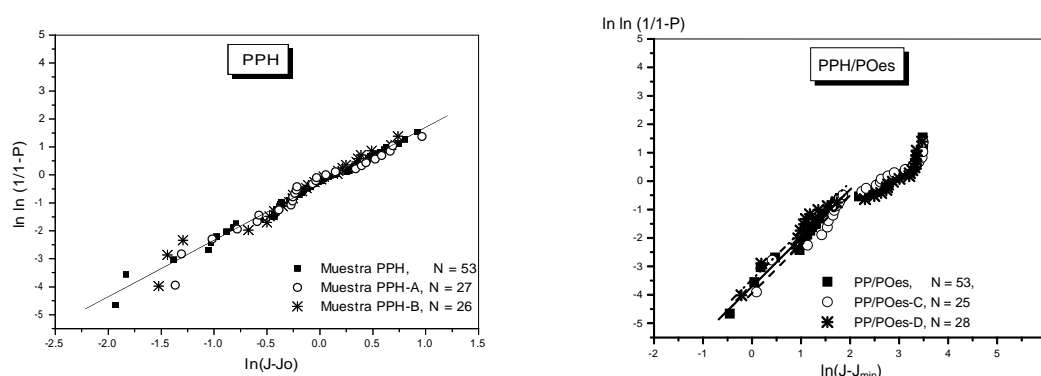 PPH
ln ln (1/1-P)
5
4
3
2
1
0
-1
-2
-3
-4
-5
-2.5 -2.0 -1.5 -1.0 -0.5 0.0 0.5 1.0 1.5
ln(J-Jo)
Muestra PPH, N = 53
Muestra PPH-A, N = 27
Muestra PPH-B, N = 26
ln ln (1/1-P)
PPH/POes
5
4
3
2
1
0
-1
-2
-3
-4
-5
-2 -1 0 1 2 3 4 5
ln(J-Jmin)
PP/POes, N = 53,
PP/POes-C, N = 25
PP/POes-D, N = 28